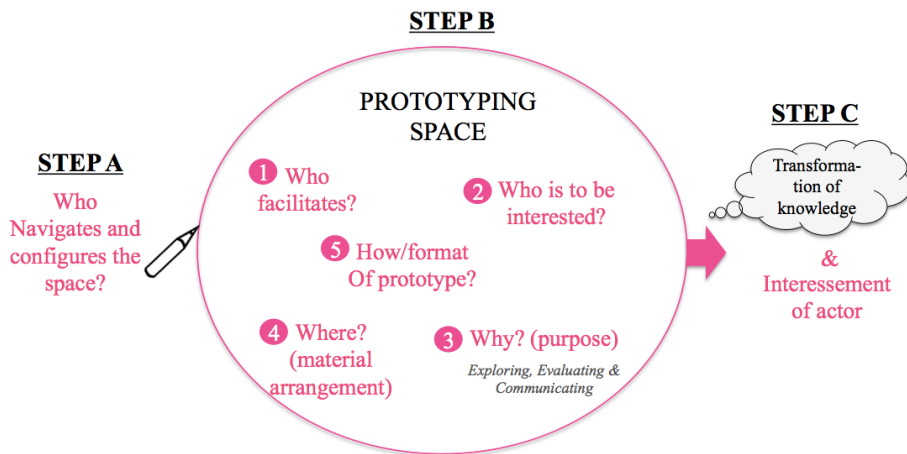 STEP A
Who
Navigates and
configures the
space?
STEP B
PROTOTYPING
SPACE
1 Who
facilitates?
2 Who is to be
interested?
5 How/format
Of prototype?
4 Where?
(material
arrangement)
3 Why? (purpose)
Exploring, Evaluating &
Communicating
STEP C
Transforma-
tion of
knowledge
&
Interessement
of actor